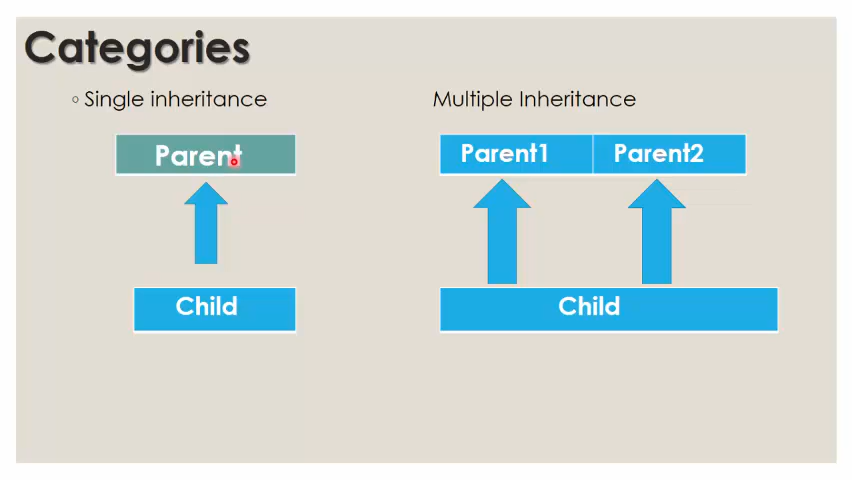 Categories
Single inheritance
Multiple Inheritance
Parent
Parent1
Parent2
Child
Child